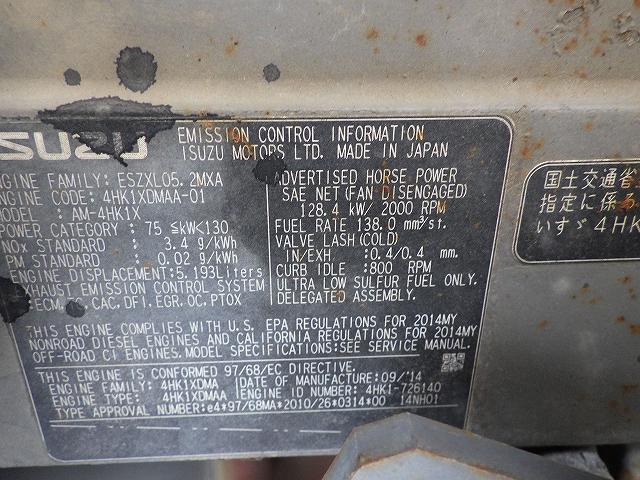 SUZU
EMISSION CONTROL INFORMATION
ISUZU MOTORS LTD. MADE IN JAPAN
GINE FAMILY: ESZXL05.2MXA
NGINE CODE: 4HK1XDMAA-01
MODEL : AM-4HK1X
POWER CATEGORY : 75 ≦kW<130
NOx STANDARD : 3.4 g/kWh
PM STANDARD : 0.02 g/kWh
ENGINE DISPLACEMENT:5.193Liters
EXHAUST EMISSION CONTROL SYSTEM
ECM, CAC, DFI, EGR, OC, PTOX
ADVERTISED HORSE POWER
SAE NET (FAN DISENGAGED)
128.4 kW/ 2000 RPM
FUEL RATE 138.0 mm³/st.
VALVE LASH(COLD)
IN/EXH :0.4/0.4 mm.
CURB IDLE :800 RPM
ULTRA LOW SULFUR FUEL ONLY.
DELEGATED ASSEMBLY.
THIS ENGINE COMPLIES WITH U.S. EPA REGULATIONS FOR 2014MY
NONROAD DIESEL ENGINES AND CALIFORNIA REGULATIONS FOR 2014MY
OFF-ROAD CI ENGINES. MODEL SPECIFICATIONS:SEE SERVICE MANUAL.
THIS ENGINE IS CONFORMED 97/68/EC DIRECTIVE.
ENGINE FAMILY: 4HK1XDMA
DATE OF MANUFACTURE:09/'14
ENGINE TYPE: 4HK1XDMAA
ENGINE ID.NUMBER: 4HK1-726140
TYPE APPROVAL NUMBER:e4*97/68MA*2010/26*0314*00 14NH01
国土交通省
指定に係る
いすゞ 4HK